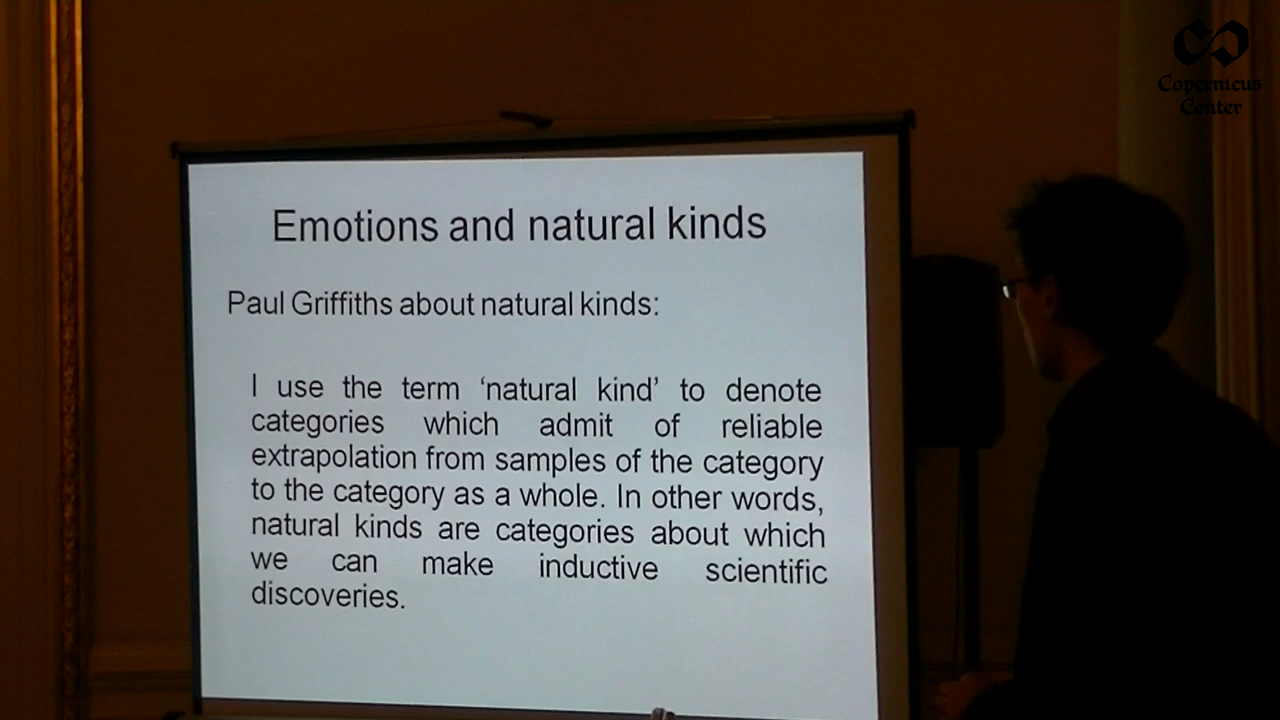 Copernicus
Center
Emotions and natural kinds
Paul Griffiths about natural kinds:
I use the term ‘natural kind’ to denote
categories which admit of reliable
extrapolation from samples of the category
to the category as a whole. In other words,
natural kinds are categories about which
we can make inductive scientific
discoveries.